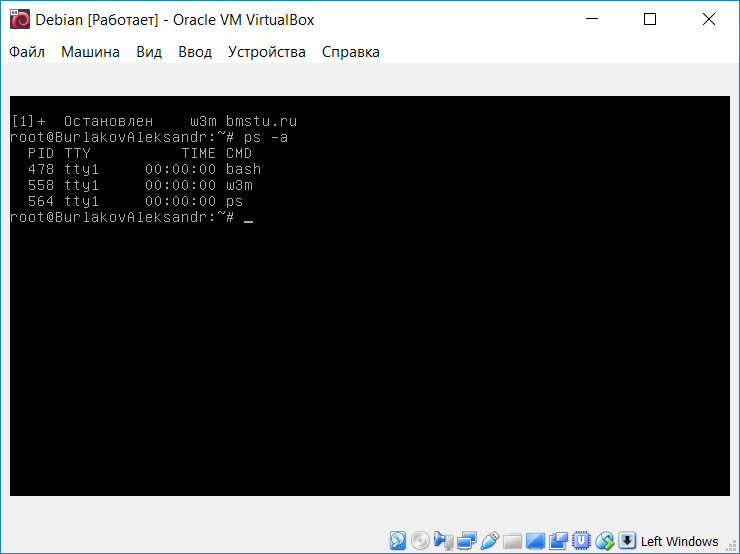 Debian [Работает] - Oracle VM VirtualBox
Файл Машина Вид Ввод Устройства Справка
[1]+  Остановлен    w3m bmstu.ru
root@BurlakovAleksandr:~# ps -a
  PID TTY          TIME CMD
  478 tty1     00:00:00 bash
  558 tty1     00:00:00 w3m
  564 tty1     00:00:00 ps
root@BurlakovAleksandr:~# _
Left Windows